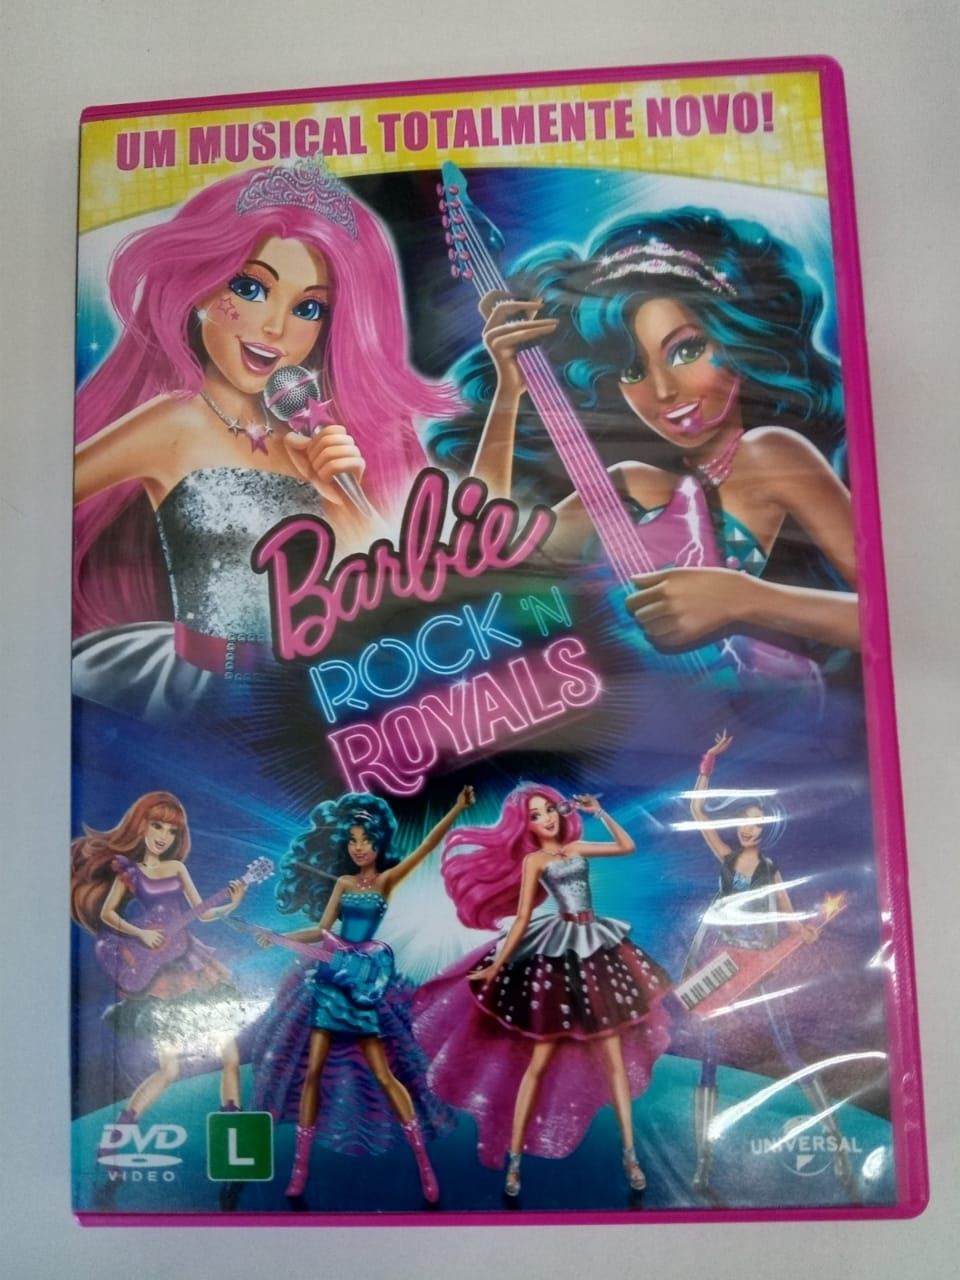 UM MUSICAL TOTALMENTE NOVO!
Barbie
ROCK 'N
ROYALS
DVD
VIDEO
L
UNIVERSAL